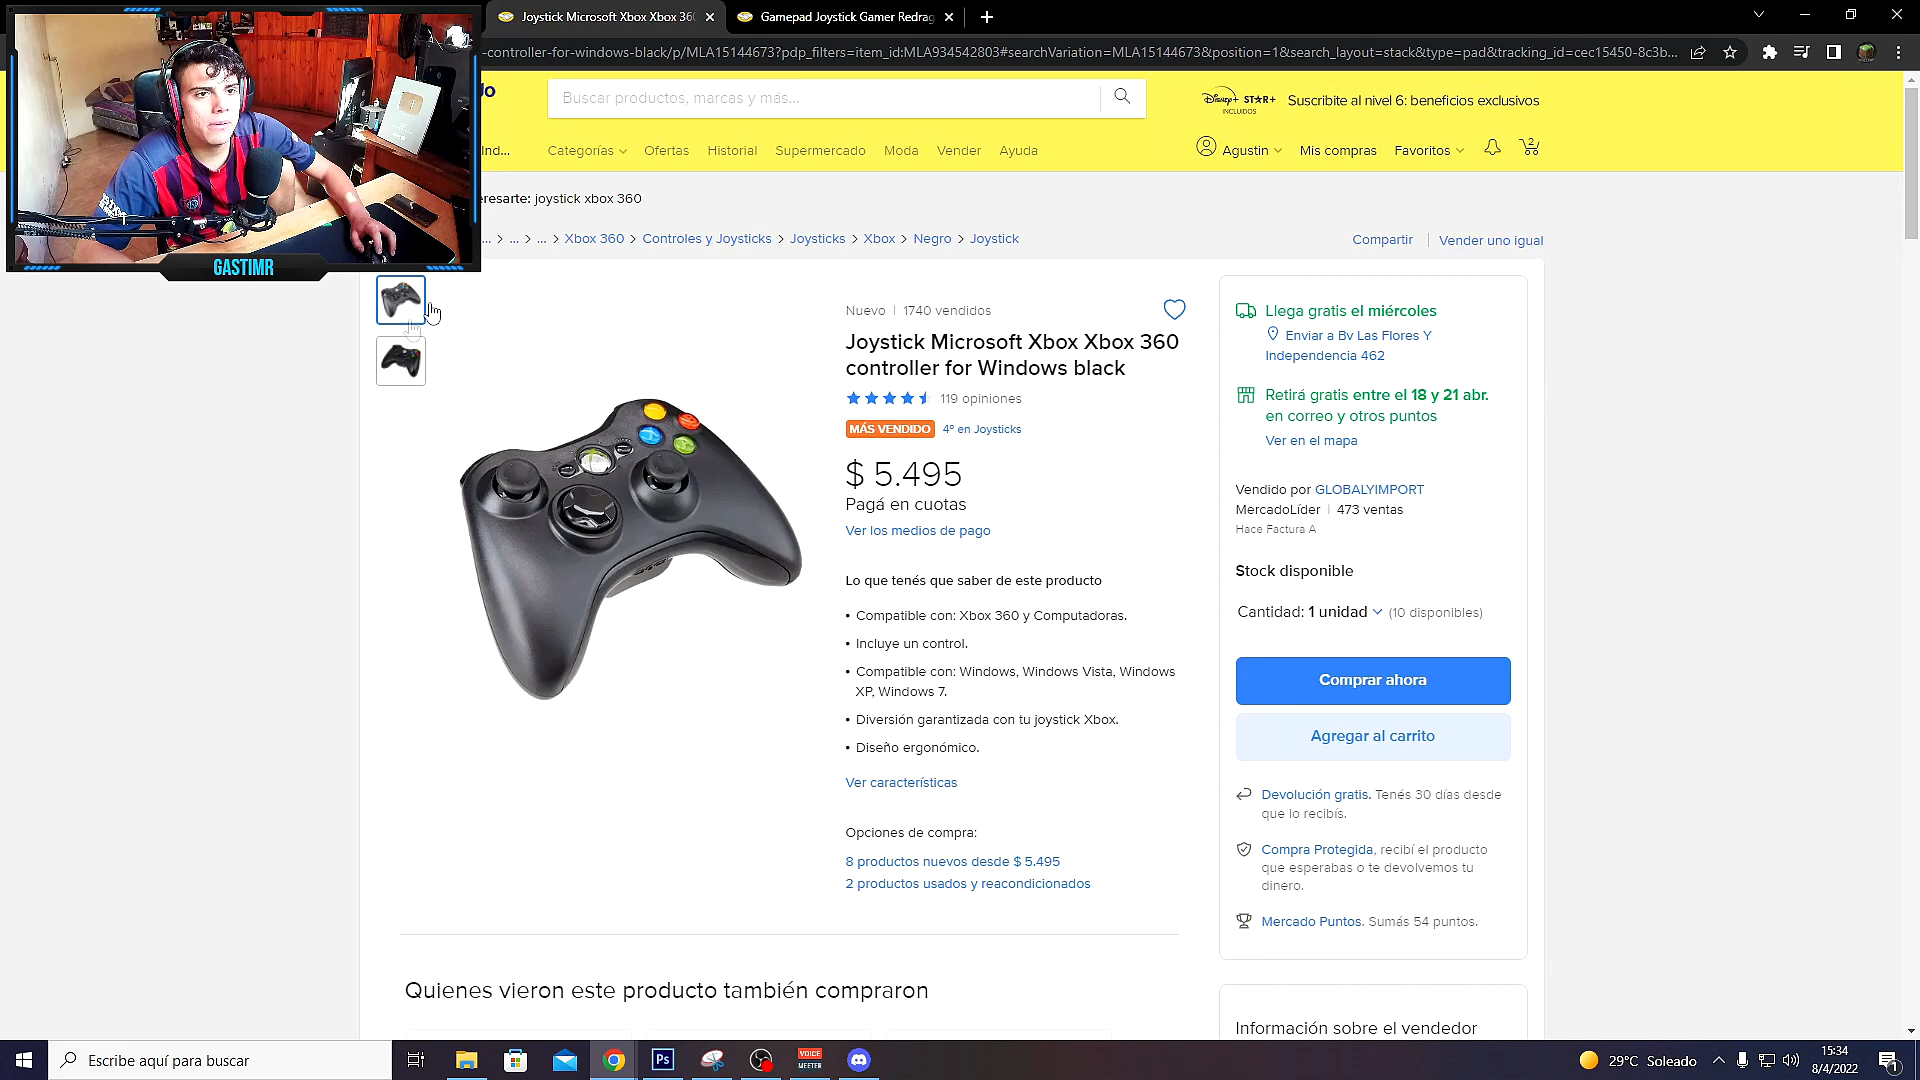 Joystick Microsoft Xbox Xbox 360
Gamepad Joystick Gamer Redrag
-controller-for-windows-black/p/MLA15144673?pdp_filters=item_id:MLA934542803#searchVariation=MLA15144673&position=1&search_layout=stack&type=pad&tracking_id=cec15450-8c3b...
Buscar productos, marcas y más...
Disney+ STAR+
INCLUIDOS
Suscribite al nivel 6: beneficios exclusivos
Ind...
Categorías
Ofertas
Historial
Supermercado
Moda
Vender
Ayuda
Agustin
Mis compras
Favoritos
2
eresarte: joystick xbox 360
... > ... > ... > Xbox 360 > Controles y Joysticks > Joysticks > Xbox > Negro > Joystick
Compartir | Vender uno igual
GASTIMR
Nuevo | 1740 vendidos
Joystick Microsoft Xbox Xbox 360
controller for Windows black
119 opiniones
MÁS VENDIDO 4º en Joysticks
$ 5.495
Pagá en cuotas
Ver los medios de pago
Lo que tenés que saber de este producto
• Compatible con: Xbox 360 y Computadoras.
• Incluye un control.
• Compatible con: Windows, Windows Vista, Windows
XP, Windows 7.
• Diversión garantizada con tu joystick Xbox.
• Diseño ergonómico.
Ver características
Opciones de compra:
8 productos nuevos desde $ 5.495
2 productos usados y reacondicionados
Quienes vieron este producto también compraron
Llega gratis el miércoles
Enviar a Bv Las Flores Y
Independencia 462
Retirá gratis entre el 18 y 21 abr.
en correo y otros puntos
Ver en el mapa
Vendido por GLOBALYIMPORT
MercadoLíder | 473 ventas
Hace Factura A
Stock disponible
Cantidad: 1 unidad (10 disponibles)
Comprar ahora
Agregar al carrito
Devolución gratis. Tenés 30 días desde
que lo recibís.
Compra Protegida, recibí el producto
que esperabas o te devolvemos tu
dinero.
Mercado Puntos. Sumás 54 puntos.
Información sobre el vendedor
Escribe aquí para buscar
Ps
VOICE
MEETER
29°C Soleado
15:34
8/4/2022
1